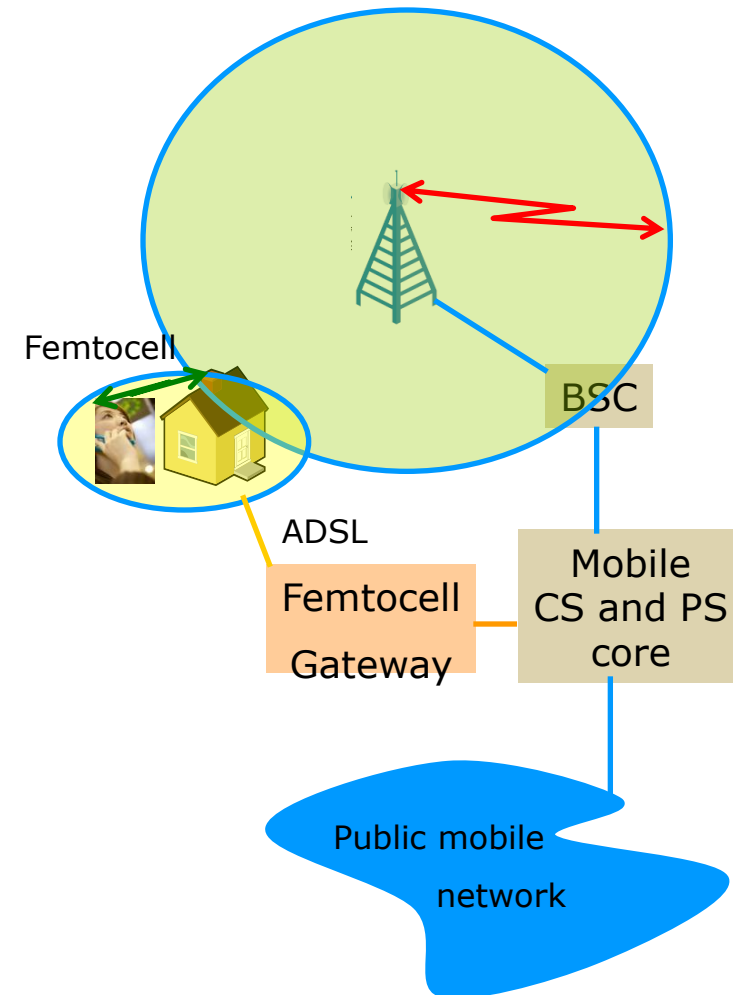 Femtocell
BSC
ADSL
Femtocell
Gateway
Mobile
CS and PS
core
Public mobile
network